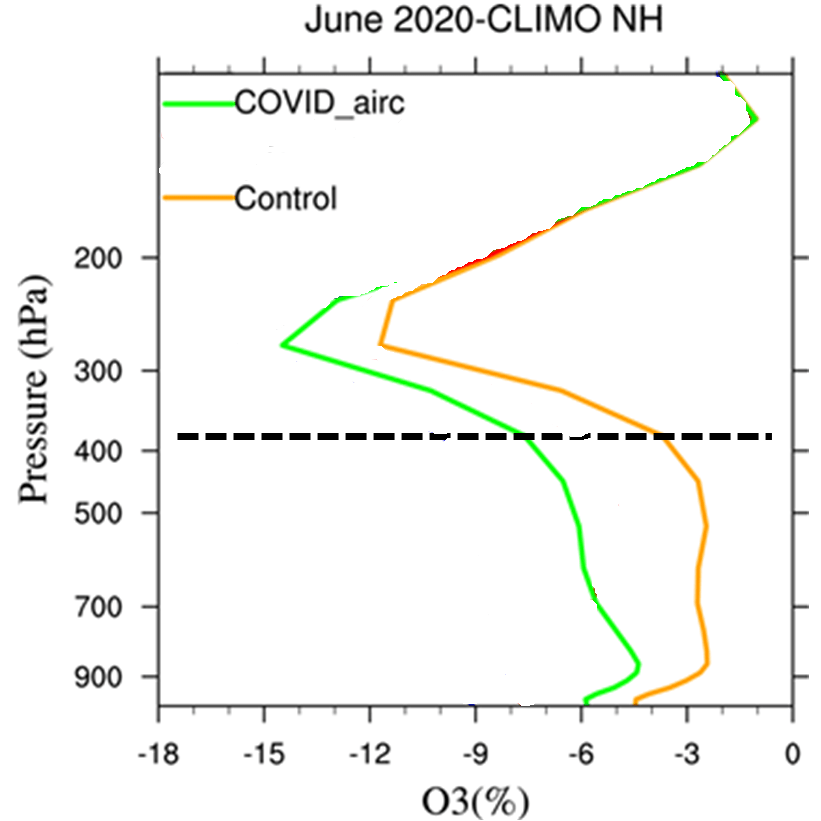 June 2020-CLIMO NH
COVID_airc
Control
Pressure (hPa)
200
300
400
500
700
900
-18 -15 -12 -9 -6 -3 0
O3(%)